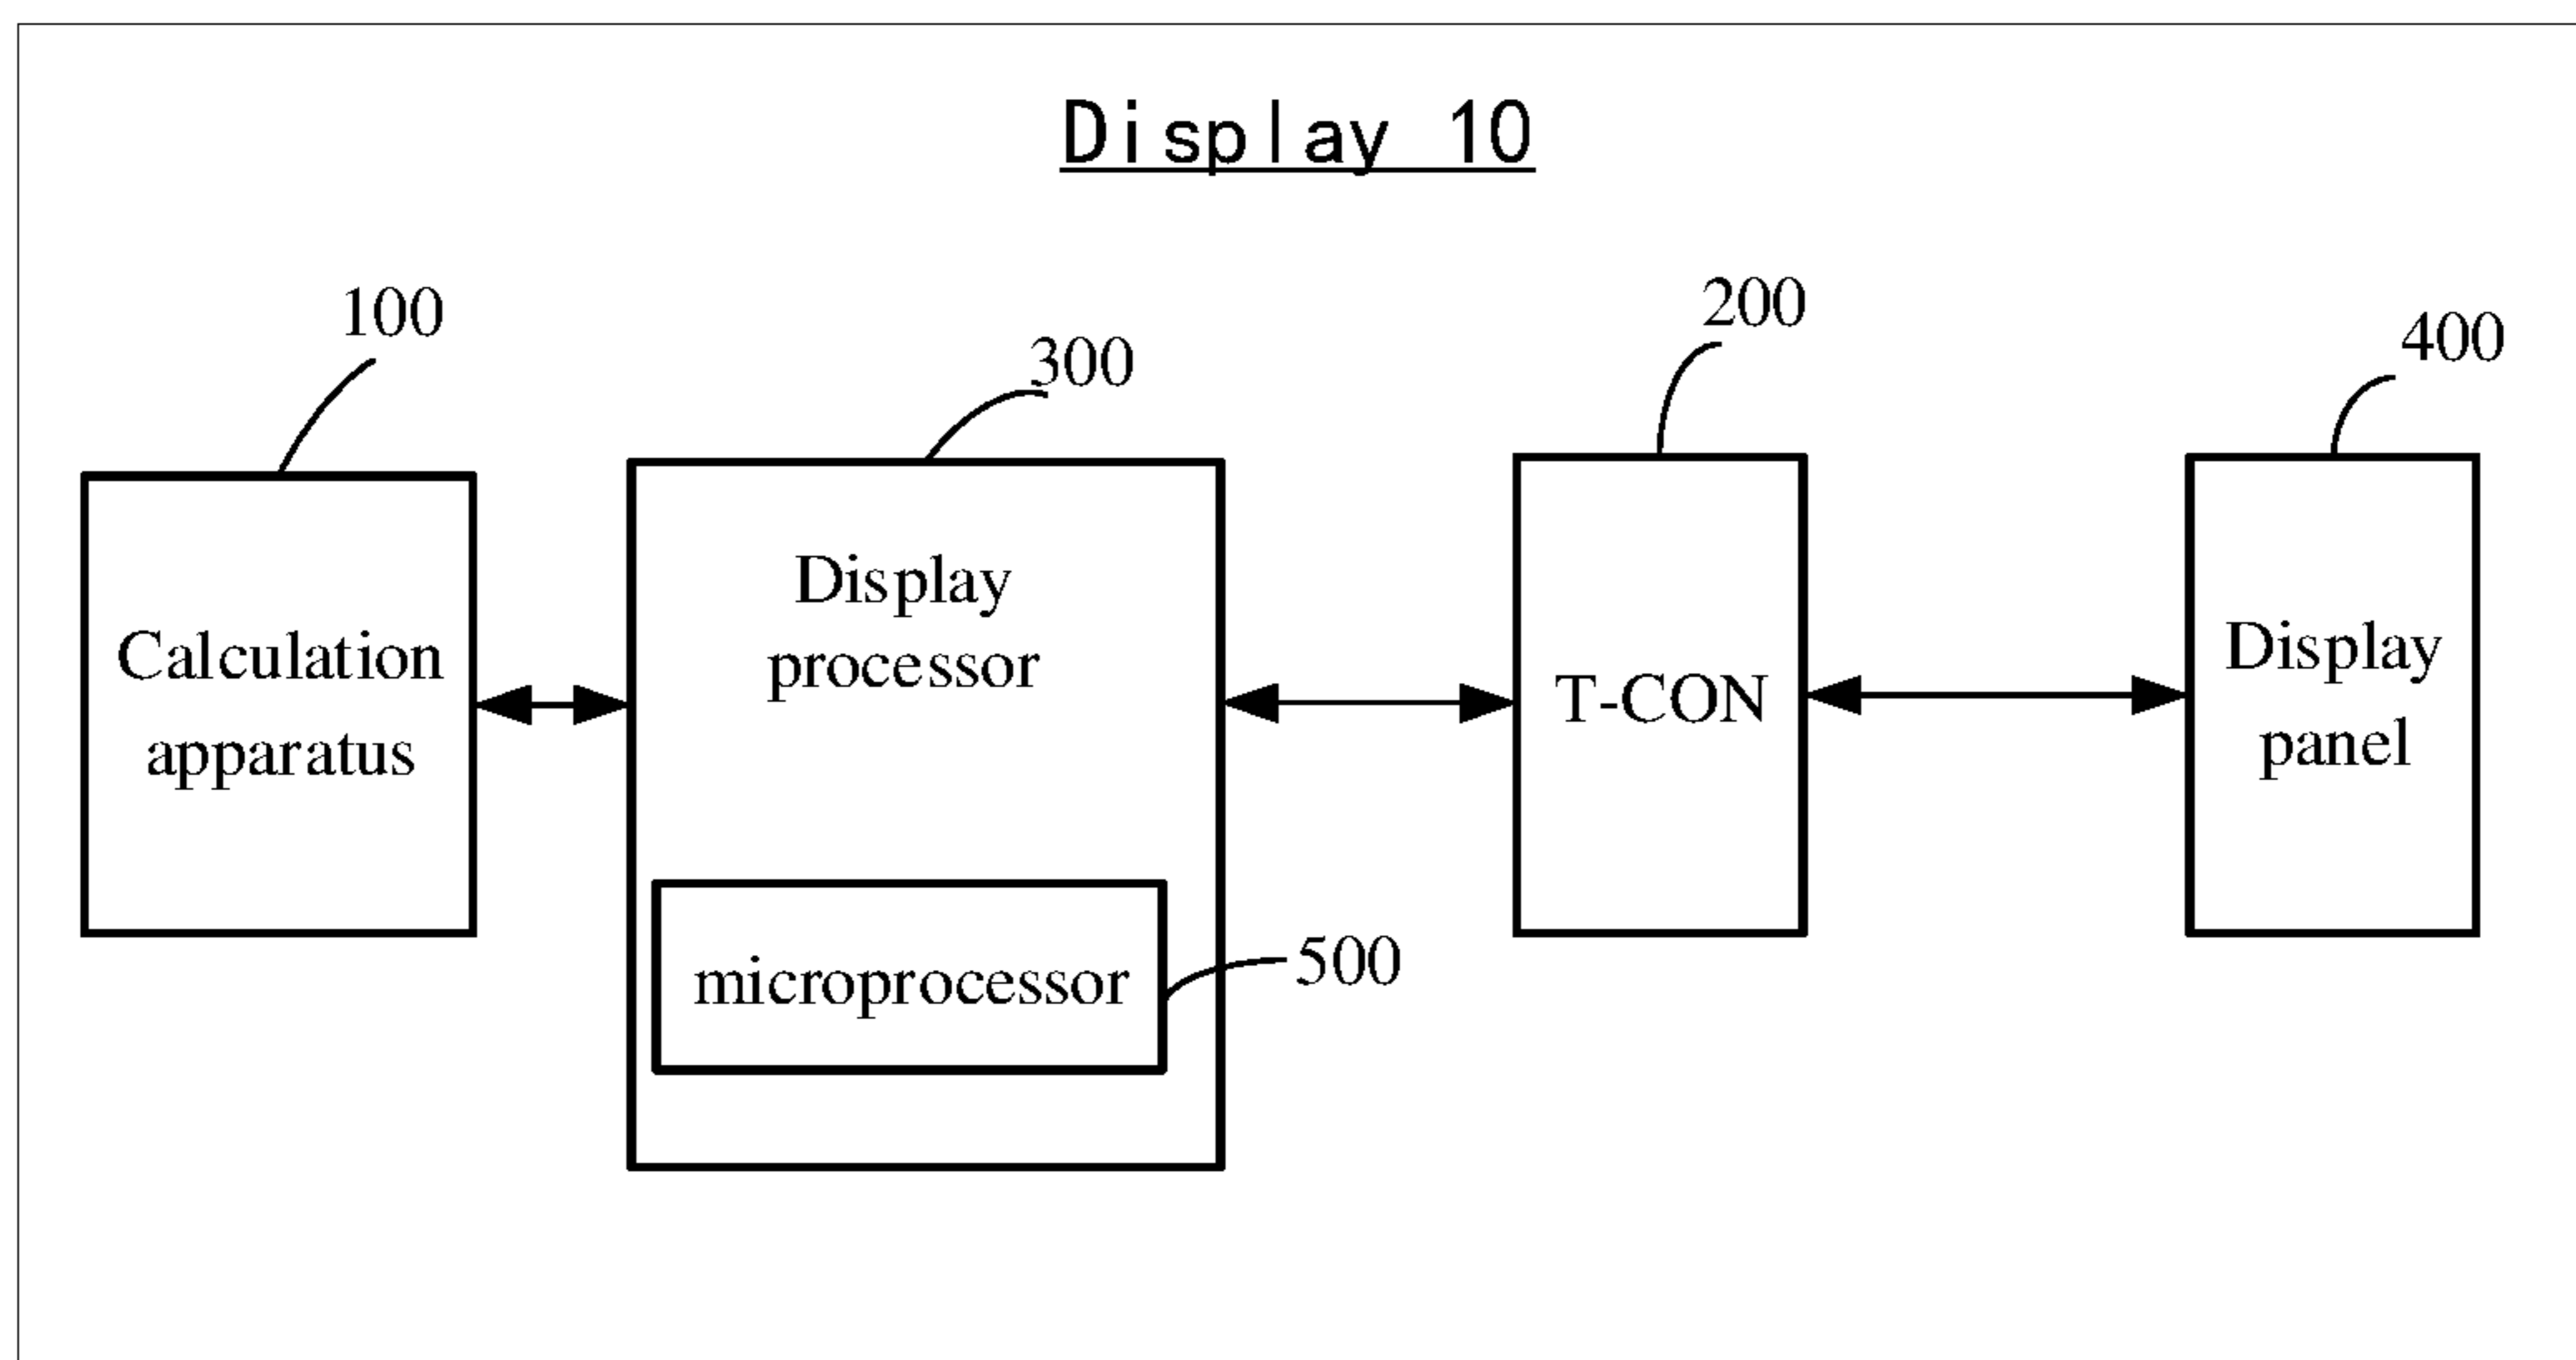 Display 10
100
300
200
400
Calculation
apparatus
Display
processor
microprocessor
500
T-CON
Display
panel